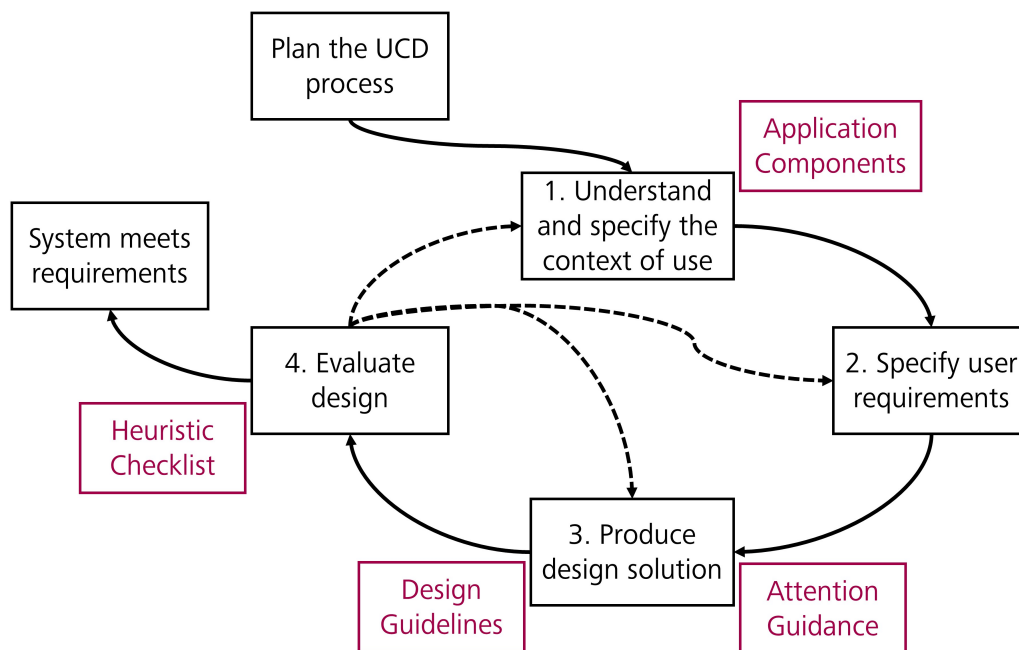 Plan the UCD
process
Application
Components
1. Understand
and specify the
context of use
System meets
requirements
4. Evaluate
design
2. Specify user
requirements
Heuristic
Checklist
3. Produce
design solution
Design
Guidelines
Attention
Guidance